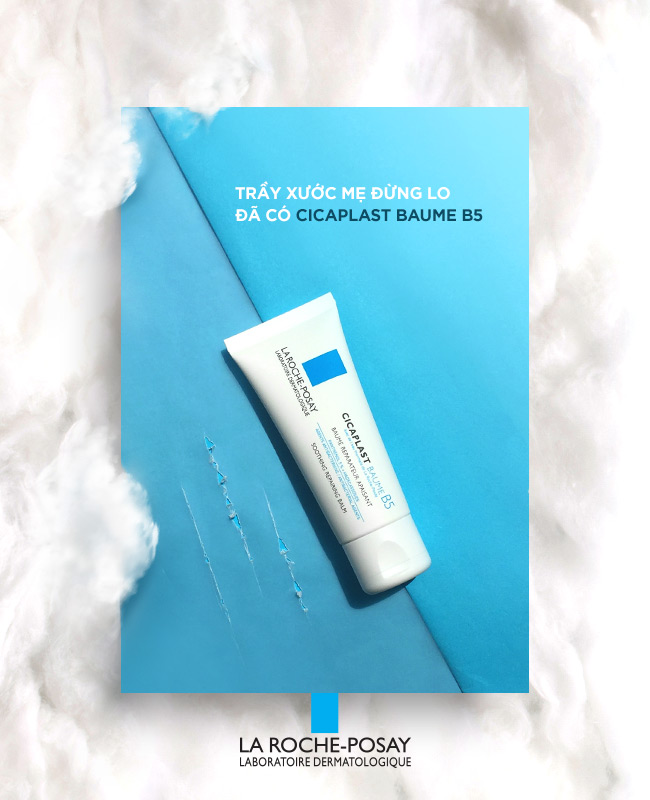 TRẦY XƯỚC MẸ ĐỪNG LO
ĐÃ CÓ CICAPLAST BAUME B5
LA ROCHE-POSAY
LABORATOIRE DERMATOLOGIQUE
CICAPLAST BAUME B5
BAUME RÉPARATEUR APAISANT
SOOTHING REPAIRING BALM
LA ROCHE-POSAY
LABORATOIRE DERMATOLOGIQUE